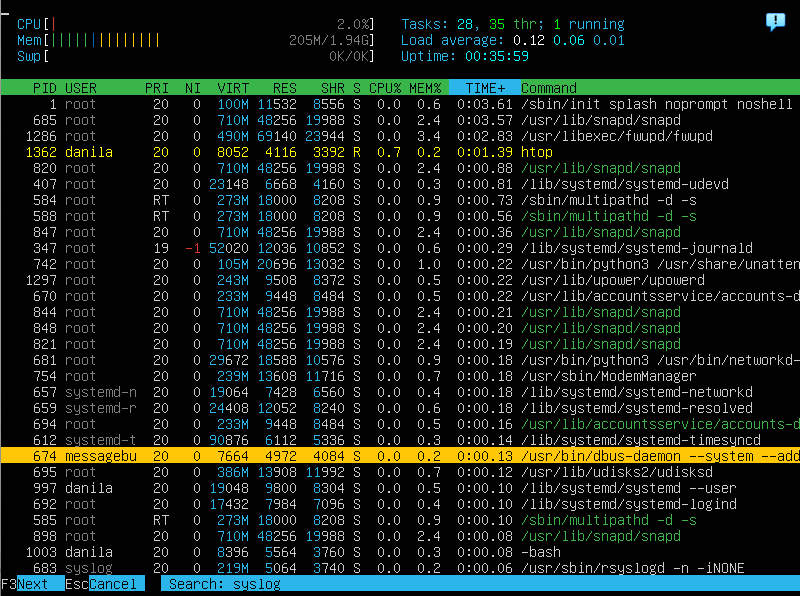 CPU[| 2.0%] Tasks: 28, 35 thr; 1 running
Mem[|||||||||||||| 205M/1.94G] Load average: 0.12 0.06 0.01
Swp[ 0K/0K] Uptime: 00:35:59
PID USER PRI NI VIRT RES SHR S CPU% MEM% TIME+ Command
1 root 20 0 100M 11532 8556 S 0.0 0.6 0:03.61 /sbin/init splash noprompt noshell
685 root 20 0 710M 48256 19988 S 0.0 2.4 0:03.57 /usr/lib/snapd/snapd
1286 root 20 0 490M 69140 23944 S 0.0 3.4 0:02.83 /usr/libexec/fwupd/fwupd
1362 danila 20 0 8052 4116 3392 R 0.7 0.2 0:01.39 htop
820 root 20 0 710M 48256 19988 S 0.0 2.4 0:00.88 /usr/lib/snapd/snapd
407 root 20 0 23148 6668 4160 S 0.0 0.3 0:00.81 /lib/systemd/systemd-udevd
584 root RT 0 273M 18000 8208 S 0.0 0.9 0:00.73 /sbin/multipathd -d -s
588 root RT 0 273M 18000 8208 S 0.0 0.9 0:00.56 /sbin/multipathd -d -s
847 root 20 0 710M 48256 19988 S 0.0 2.4 0:00.36 /usr/lib/snapd/snapd
347 root 19 -1 52020 12036 10852 S 0.0 0.6 0:00.29 /lib/systemd/systemd-journald
742 root 20 0 105M 20696 13032 S 0.0 1.0 0:00.22 /usr/bin/python3 /usr/share/unatten
1297 root 20 0 243M 9508 8372 S 0.0 0.5 0:00.22 /usr/lib/upower/upowerd
670 root 20 0 233M 9448 8484 S 0.0 0.5 0:00.22 /usr/lib/accountsservice/accounts-d
844 root 20 0 710M 48256 19988 S 0.0 2.4 0:00.21 /usr/lib/snapd/snapd
848 root 20 0 710M 48256 19988 S 0.0 2.4 0:00.20 /usr/lib/snapd/snapd
821 root 20 0 710M 48256 19988 S 0.0 2.4 0:00.19 /usr/lib/snapd/snapd
681 root 20 0 29672 18588 10576 S 0.0 0.9 0:00.18 /usr/bin/python3 /usr/bin/networkd-
754 root 20 0 239M 13608 11716 S 0.0 0.7 0:00.18 /usr/sbin/ModemManager
657 systemd-n 20 0 19064 7428 6560 S 0.0 0.4 0:00.18 /lib/systemd/systemd-networkd
659 systemd-r 20 0 24408 12052 8240 S 0.0 0.6 0:00.18 /lib/systemd/systemd-resolved
694 root 20 0 233M 9448 8484 S 0.0 0.5 0:00.16 /usr/lib/accountsservice/accounts-d
612 systemd-t 20 0 90876 6112 5336 S 0.0 0.3 0:00.14 /lib/systemd/systemd-timesyncd
674 messagebu 20 0 7664 4972 4084 S 0.0 0.2 0:00.13 /usr/bin/dbus-daemon --system --add
695 root 20 0 386M 13908 11992 S 0.0 0.7 0:00.12 /usr/lib/udisks2/udisksd
997 danila 20 0 19048 9800 8304 S 0.0 0.5 0:00.10 /lib/systemd/systemd --user
692 root 20 0 17432 7984 7096 S 0.0 0.4 0:00.10 /lib/systemd/systemd-logind
585 root RT 0 273M 18000 8208 S 0.0 0.9 0:00.10 /sbin/multipathd -d -s
898 root 20 0 710M 48256 19988 S 0.0 2.4 0:00.08 /usr/lib/snapd/snapd
1003 danila 20 0 8396 5564 3760 S 0.0 0.3 0:00.08 -bash
683 syslog 20 0 219M 5064 3740 S 0.0 0.2 0:00.06 /usr/sbin/rsyslogd -n -iNONE
F3Next EscCancel Search: syslog